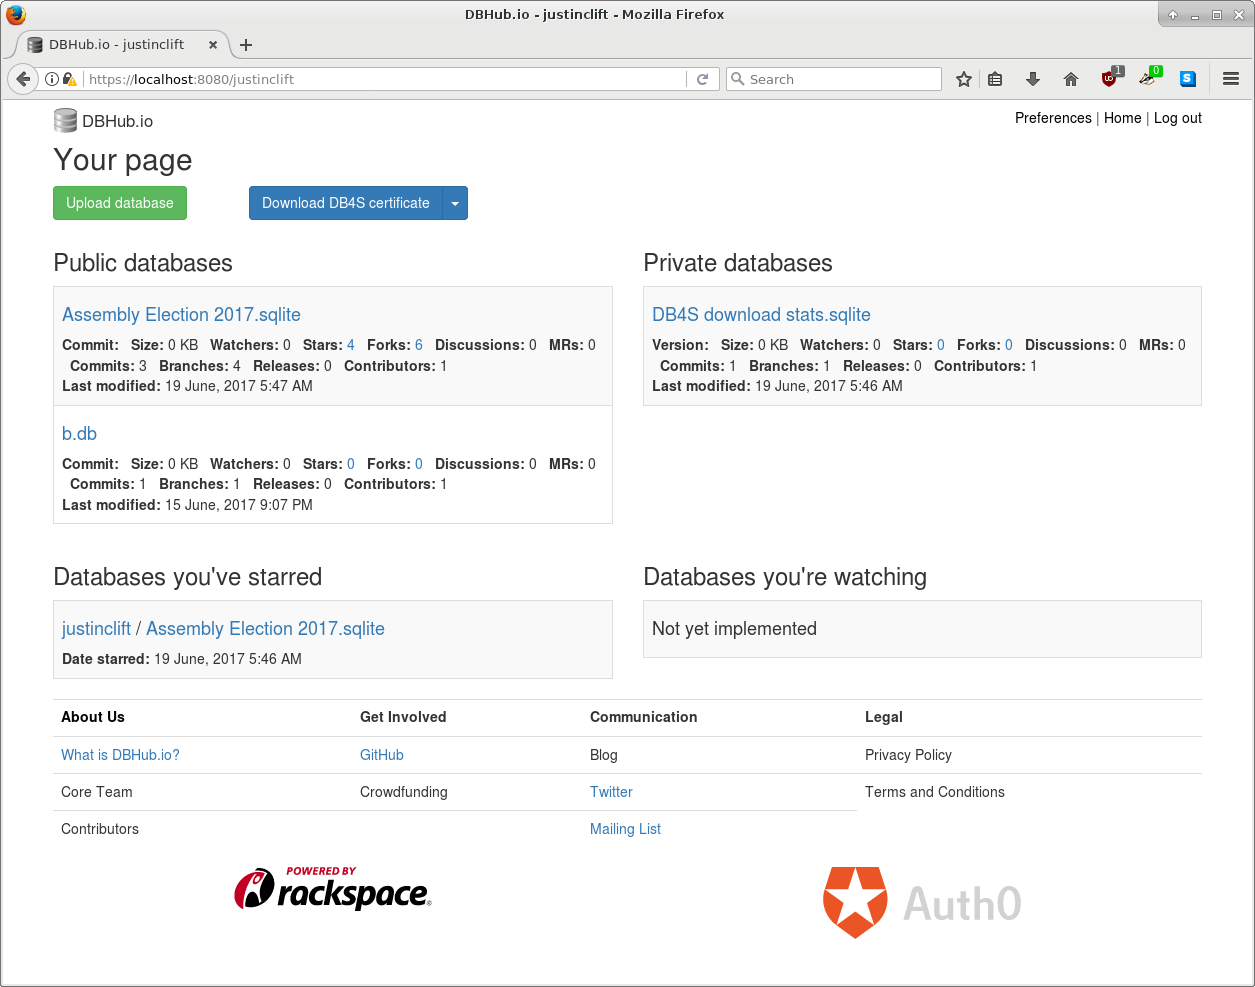 DBHub.io - justinclift - Mozilla Firefox
DBHub.io - justinclift
https://localhost:8080/justinclift
Search
1
0
S
DBHub.io
Preferences | Home | Log out
Your page
Upload database
Download DB4S certificate
Public databases
Assembly Election 2017.sqlite
Commit: Size: 0 KB Watchers: 0 Stars: 4 Forks: 6 Discussions: 0 MRs: 0
Commits: 3 Branches: 4 Releases: 0 Contributors: 1
Last modified: 19 June, 2017 5:47 AM
b.db
Commit: Size: 0 KB Watchers: 0 Stars: 0 Forks: 0 Discussions: 0 MRs: 0
Commits: 1 Branches: 1 Releases: 0 Contributors: 1
Last modified: 15 June, 2017 9:07 PM
Private databases
DB4S download stats.sqlite
Version: Size: 0 KB Watchers: 0 Stars: 0 Forks: 0 Discussions: 0 MRs: 0
Commits: 1 Branches: 1 Releases: 0 Contributors: 1
Last modified: 19 June, 2017 5:46 AM
Databases you've starred
justinclift / Assembly Election 2017.sqlite
Date starred: 19 June, 2017 5:46 AM
Databases you're watching
Not yet implemented
About Us Get Involved Communication Legal
What is DBHub.io? GitHub Blog Privacy Policy
Core Team Crowdfunding Twitter Terms and Conditions
Contributors Mailing List
POWERED BY
rackspace®
Auth0